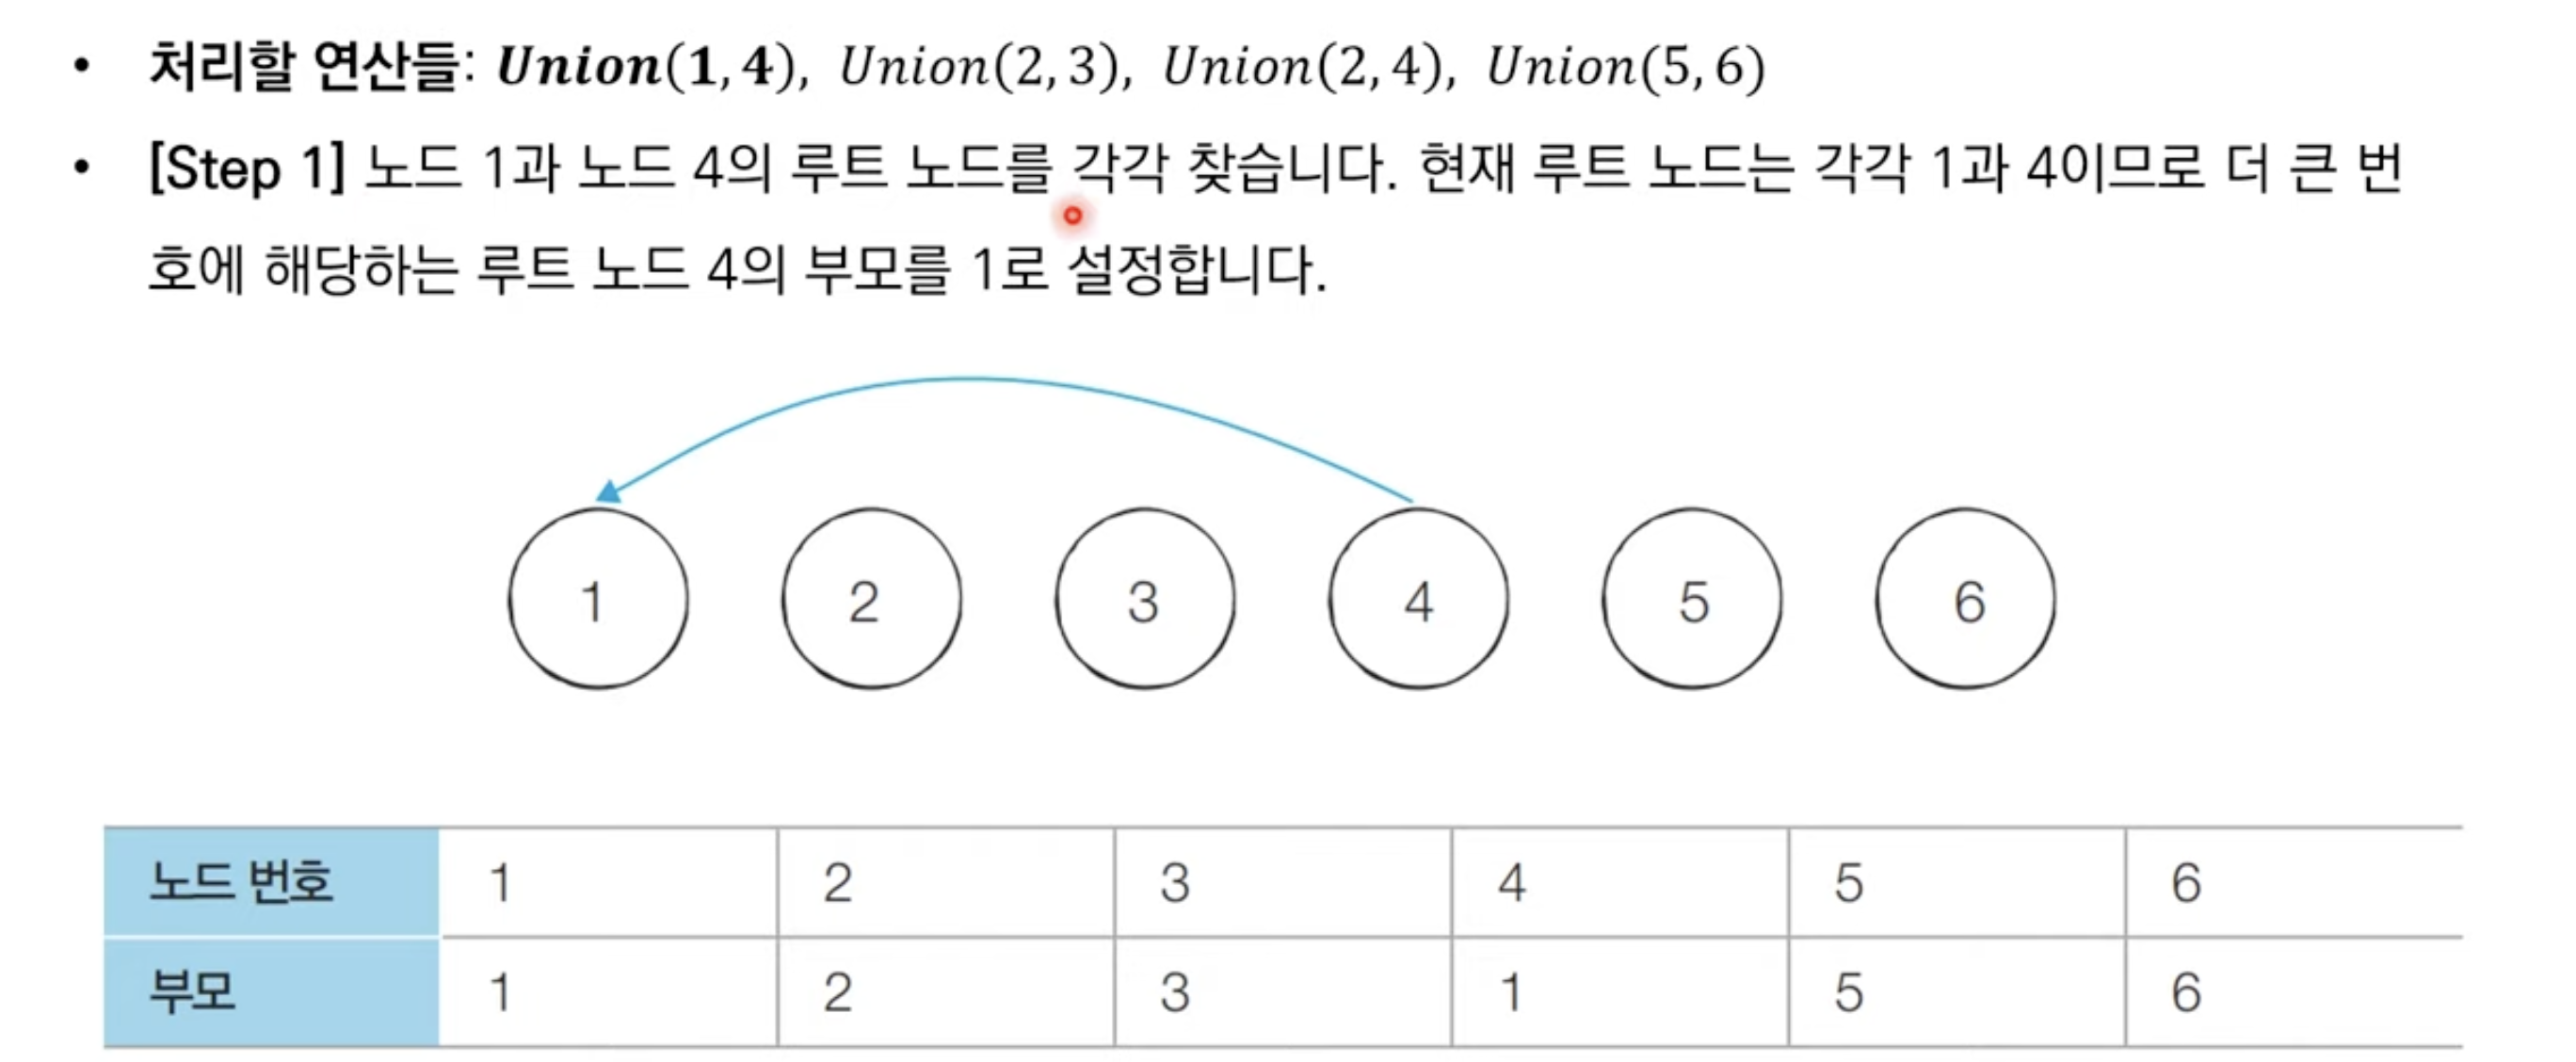 • 처리할 연산들: Union(1,4), Union(2,3), Union(2,4), Union(5,6)
• [Step 1] 노드 1과 노드 4의 루트 노드를 각각 찾습니다. 현재 루트 노드는 각각 1과 4이므로 더 큰 번
호에 해당하는 루트 노드 4의 부모를 1로 설정합니다.
1 2 3 4 5 6
노드 번호 1 2 3 4 5 6
부모 1 2 3 1 5 6